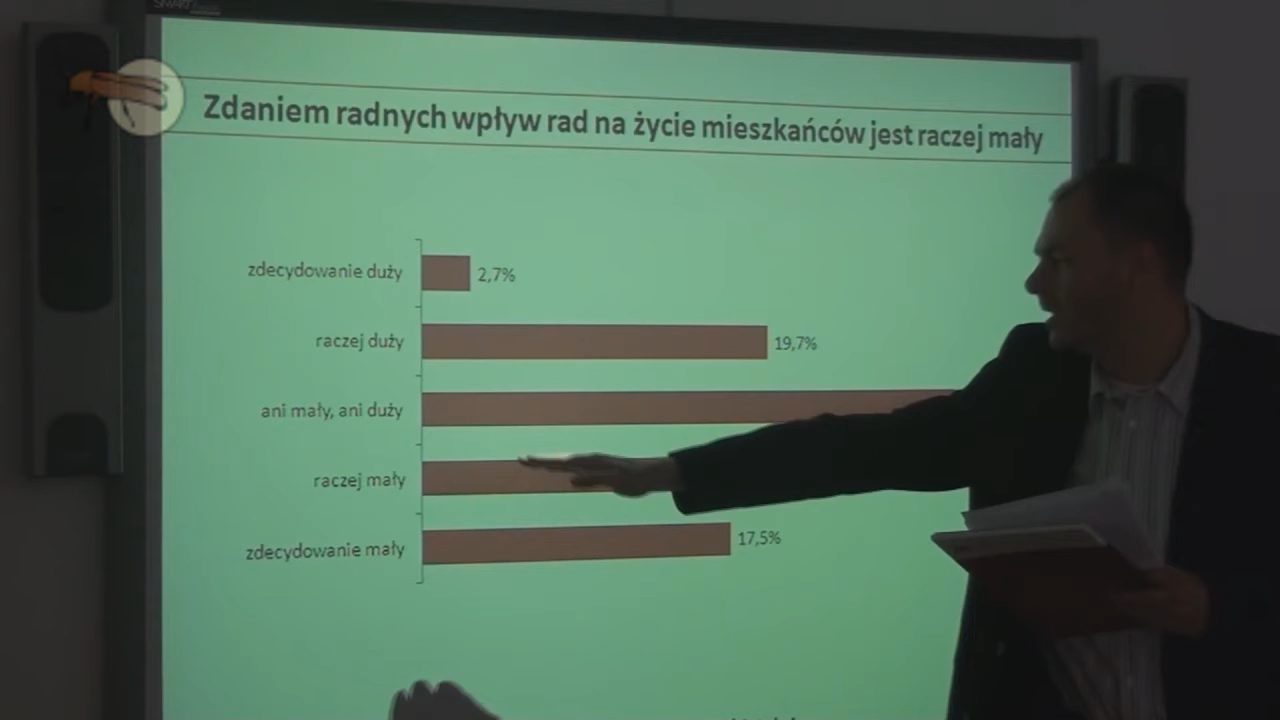 SMART
Zdaniem radnych wpływ rad na życie mieszkańców jest raczej mały
zdecydowanie duży 2,7%
raczej duży 19,7%
ani mały, ani duży
raczej mały
zdecydowanie mały 17,5%